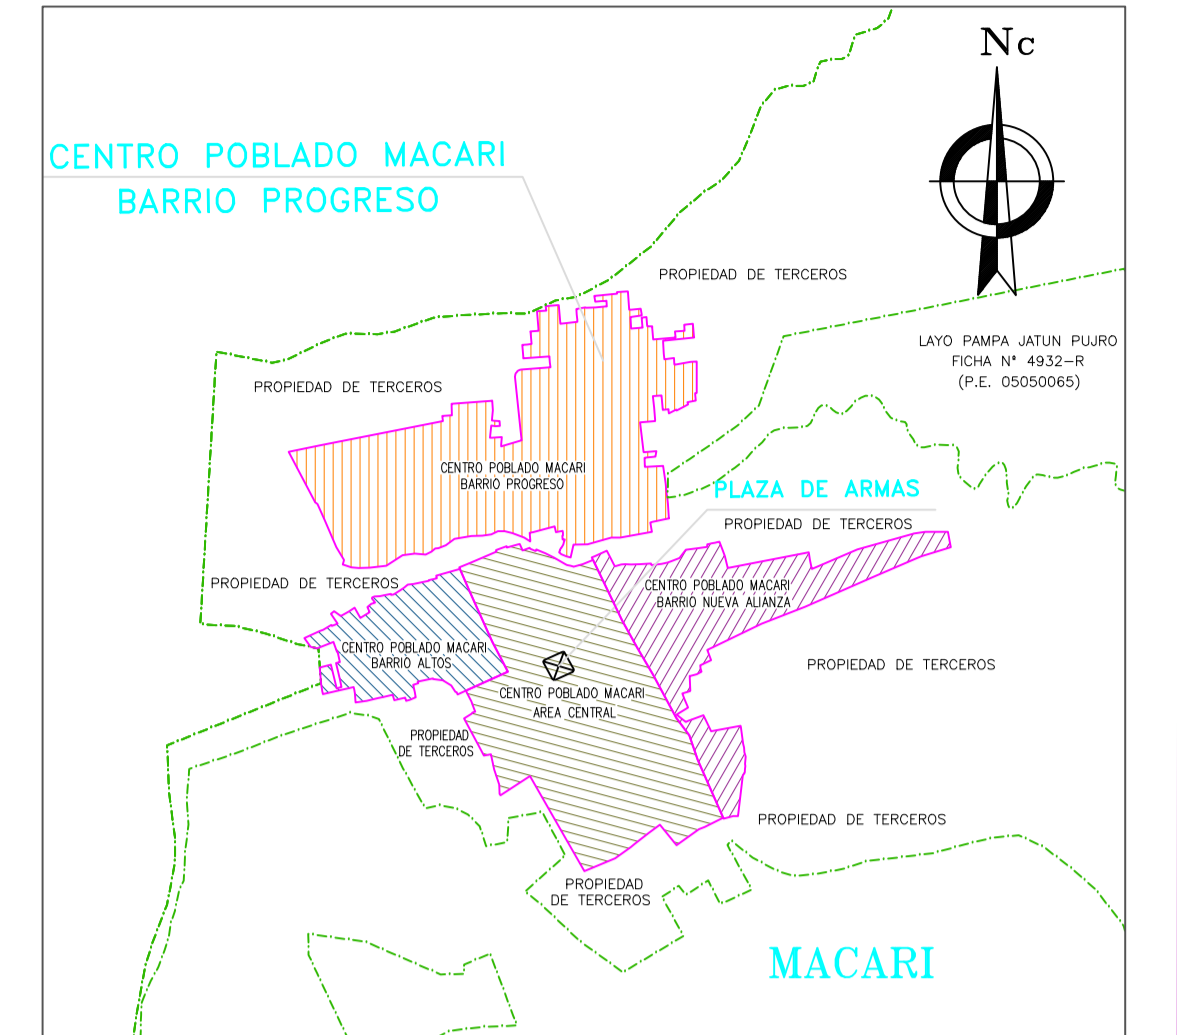 Nc
CENTRO POBLADO MACARI
BARRIO PROGRESO
PROPIEDAD DE TERCEROS
LAYO PAMPA JATUN PUJRO
FICHA N° 4932-R
(P.E. 05050065)
PROPIEDAD DE TERCEROS
CENTRO POBLADO MACARI
BARRIO PROGRESO
PLAZA DE ARMAS
PROPIEDAD DE TERCEROS
PROPIEDAD DE TERCEROS
CENTRO POBLADO MACARI
BARRIO NUEVA ALIANZA
CENTRO POBLADO MACARI
BARRIO ALTOS
PROPIEDAD DE TERCEROS
CENTRO POBLADO MACARI
AREA CENTRAL
PROPIEDAD
DE TERCEROS
PROPIEDAD DE TERCEROS
PROPIEDAD
DE TERCEROS
MACARI